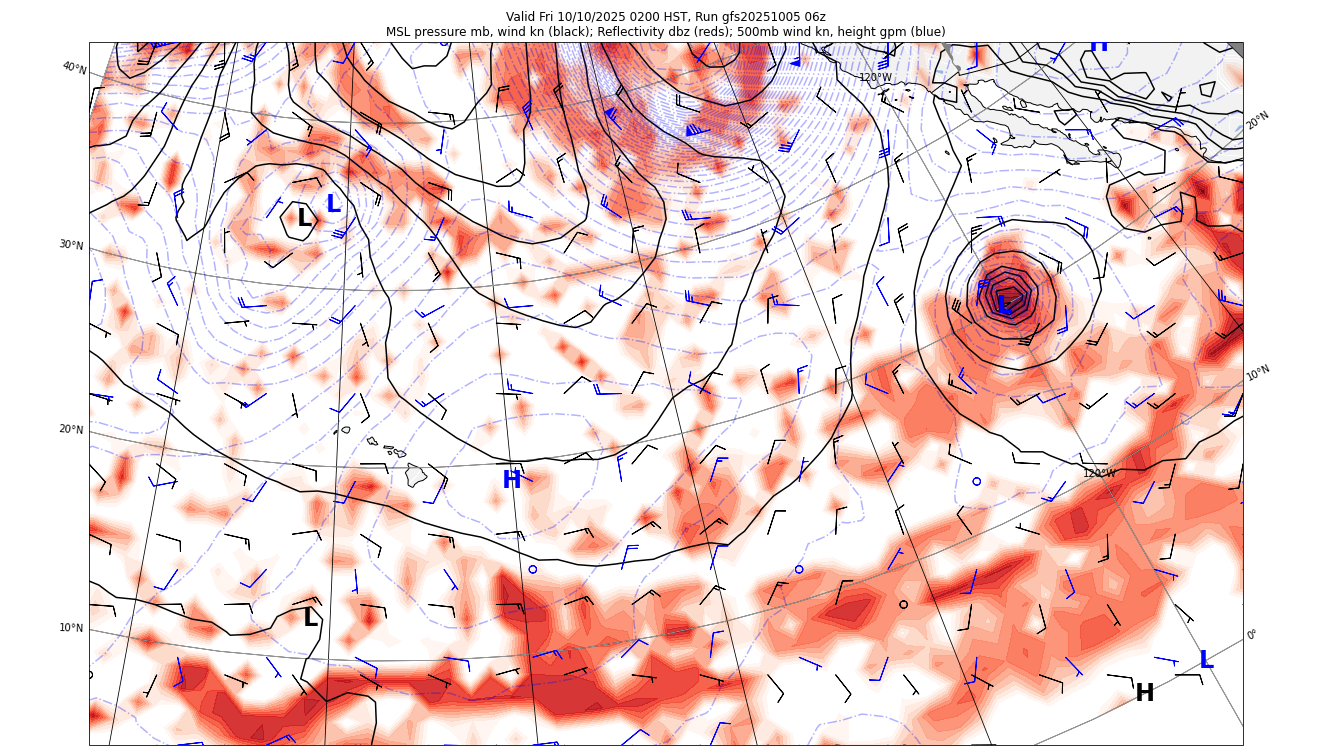 Valid Fri 10/10/2025 0200 HST, Run gfs20251005 06z
MSL pressure mb, wind kn (black); Reflectivity dbz (reds); 500mb wind kn, height gpm (blue)
H
40°N
120°W
20°N
L
L
30°N
L
10°N
20°N
120°W
H
L
10°N
0°
L
H